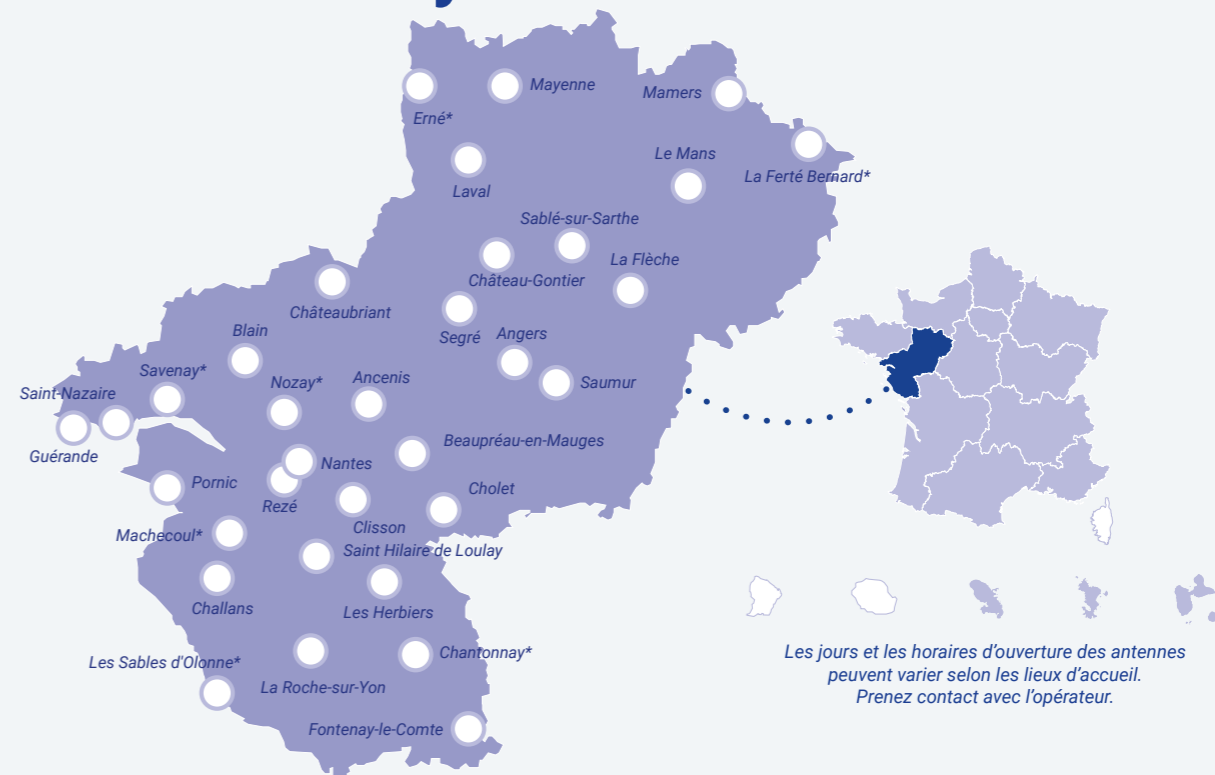 Mayenne
Mamers
Erné*
Le Mans
La Ferté Bernard*
Laval
Sablé-sur-Sarthe
La Flèche
Château-Gontier
Châteaubriant
Blain
Segré
Angers
Savenay*
Nozay*
Ancenis
Saumur
Saint-Nazaire
Guérande
Beaupréau-en-Mauges
Nantes
Pornic
Rezé
Cholet
Clisson
Machecoul*
Saint Hilaire de Loulay
Challans
Les Herbiers
Les Sables d'Olonne*
Chantonnay*
La Roche-sur-Yon
Fontenay-le-Comte
Les jours et les horaires d’ouverture des antennes
peuvent varier selon les lieux d’accueil.
Prenez contact avec l’opérateur.